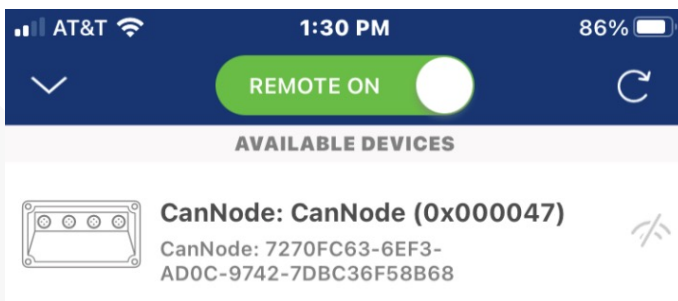 AT&T 1:30 PM 86%
REMOTE ON
AVAILABLE DEVICES
CanNode: CanNode (0x000047)
CanNode: 7270FC63-6EF3-
AD0C-9742-7DBC36F58B68